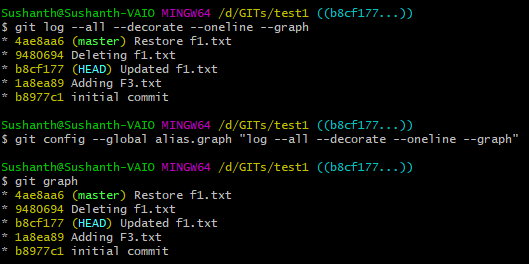 Sushanth@Sushanth-VAIO MINGW64 /d/GITs/test1 ((b8cf177...))
$ git log --all --decorate --oneline --graph
* 4ae8aa6 (master) Restore f1.txt
* 9480694 Deleting f1.txt
* b8cf177 (HEAD) Updated f1.txt
* 1a8ea89 Adding F3.txt
* b8977c1 initial commit
Sushanth@Sushanth-VAIO MINGW64 /d/GITs/test1 ((b8cf177...))
$ git config --global alias.graph "log --all --decorate --oneline --graph"
Sushanth@Sushanth-VAIO MINGW64 /d/GITs/test1 ((b8cf177...))
$ git graph
* 4ae8aa6 (master) Restore f1.txt
* 9480694 Deleting f1.txt
* b8cf177 (HEAD) Updated f1.txt
* 1a8ea89 Adding F3.txt
* b8977c1 initial commit